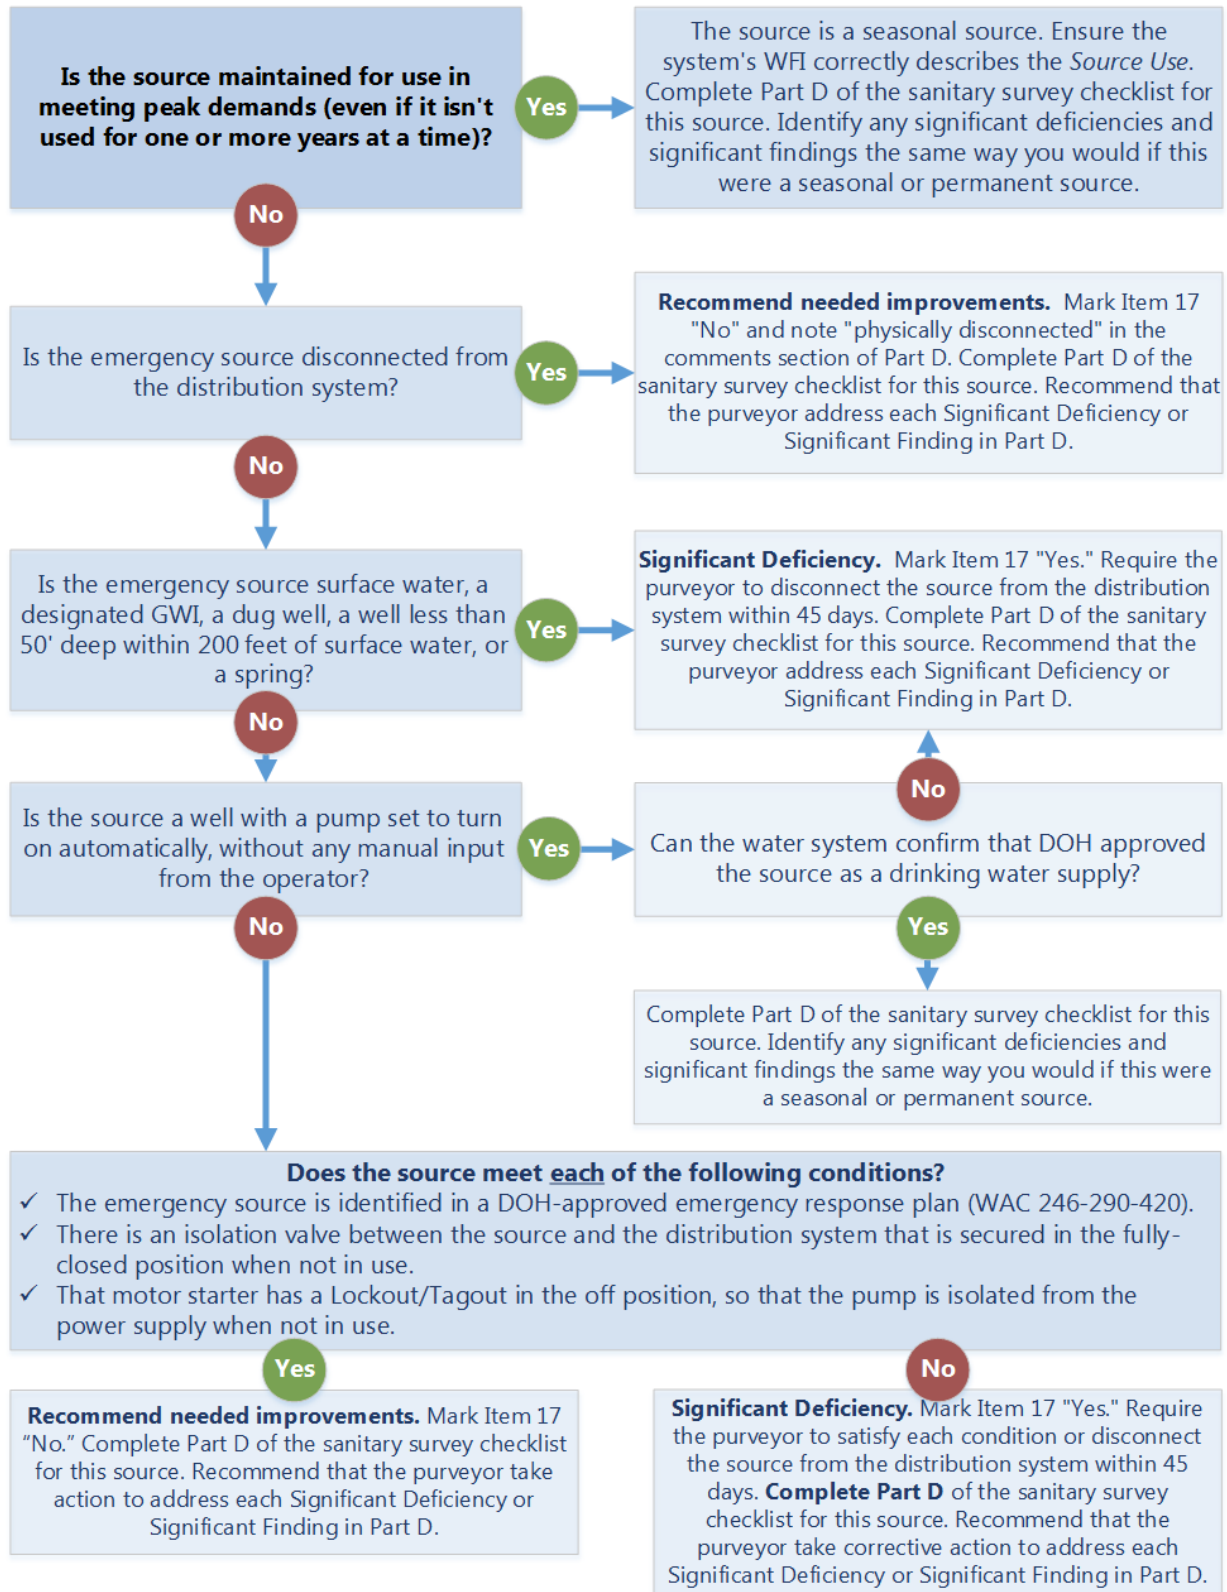 Is the source maintained for use in
meeting peak demands (even if it isn't
used for one or more years at a time)?
Yes
The source is a seasonal source. Ensure the
system's WFI correctly describes the Source Use.
Complete Part D of the sanitary survey checklist for
this source. Identify any significant deficiencies and
significant findings the same way you would if this
were a seasonal or permanent source.
No
Is the emergency source disconnected from
the distribution system?
Yes
Recommend needed improvements. Mark Item 17
"No" and note "physically disconnected" in the
comments section of Part D. Complete Part D of the
sanitary survey checklist for this source. Recommend that
the purveyor address each Significant Deficiency or
Significant Finding in Part D.
No
Is the emergency source surface water, a
designated GWI, a dug well, a well less than
50' deep within 200 feet of surface water, or
a spring?
Yes
Significant Deficiency. Mark Item 17 "Yes." Require the
purveyor to disconnect the source from the distribution
system within 45 days. Complete Part D of the sanitary
survey checklist for this source. Recommend that the
purveyor address each Significant Deficiency or
Significant Finding in Part D.
No
Is the source a well with a pump set to turn
on automatically, without any manual input
from the operator?
Yes
No
Can the water system confirm that DOH approved
the source as a drinking water supply?
Yes
Complete Part D of the sanitary survey checklist for this
source. Identify any significant deficiencies and
significant findings the same way you would if this were
a seasonal or permanent source.
No
Does the source meet each of the following conditions?
✓ The emergency source is identified in a DOH-approved emergency response plan (WAC 246-290-420).
✓ There is an isolation valve between the source and the distribution system that is secured in the fully-
closed position when not in use.
✓ That motor starter has a Lockout/Tagout in the off position, so that the pump is isolated from the
power supply when not in use.
Yes
Recommend needed improvements. Mark Item 17
“No.” Complete Part D of the sanitary survey checklist
for this source. Recommend that the purveyor take
action to address each Significant Deficiency or
Significant Finding in Part D.
No
Significant Deficiency. Mark Item 17 "Yes." Require
the purveyor to satisfy each condition or disconnect
the source from the distribution system within 45
days. Complete Part D of the sanitary survey
checklist for this source. Recommend that the
purveyor take corrective action to address each
Significant Deficiency or Significant Finding in Part D.